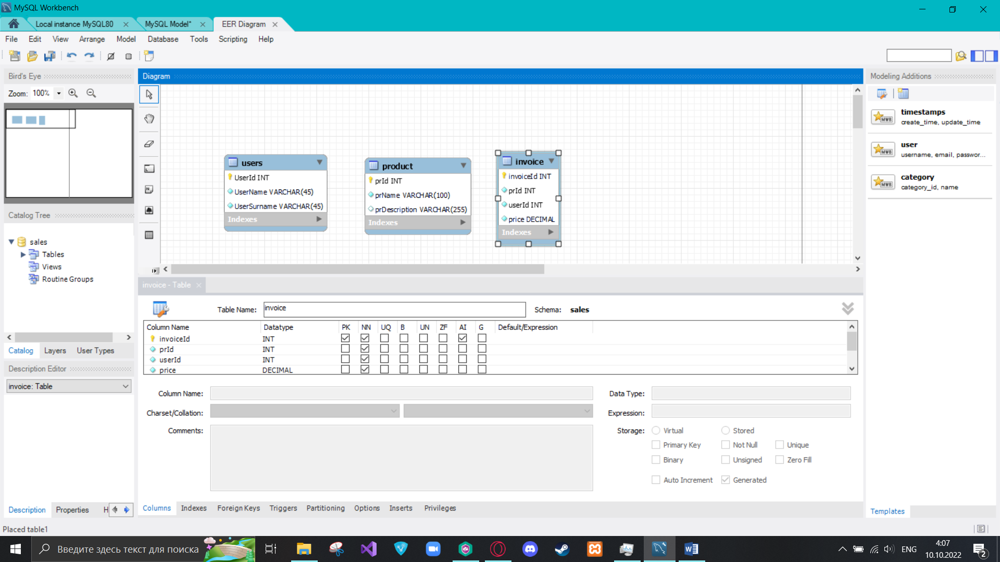 MySQL Workbench
Local instance MySQL80
MySQL Model*
EER Diagram
File Edit View Arrange Model Database Tools Scripting Help
Bird's Eye
Zoom: 100%
Diagram
Modeling Additions
timestamps
create_time, update_time
user
username, email, passwor...
category
category_id, name
users
UserId INT
UserName VARCHAR(45)
UserSurname VARCHAR(45)
Indexes
product
prId INT
prName VARCHAR(100)
prDescription VARCHAR(255)
Indexes
invoice
invoiceId INT
prId INT
userId INT
price DECIMAL
Indexes
Catalog Tree
sales
Tables
Views
Routine Groups
Catalog Layers User Types
Description Editor
invoice: Table
Description Properties H
invoice - Table
Table Name: invoice Schema: sales
Column Name Datatype PK NN UQ B UN ZF AI G Default/Expression
invoiceId INT
prId INT
userId INT
price DECIMAL
Column Name: Data Type:
Charset/Collation: Expression:
Comments: Storage: Virtual Stored
Primary Key Not Null Unique
Binary Unsigned Zero Fill
Auto Increment Generated
Columns Indexes Foreign Keys Triggers Partitioning Options Inserts Privileges
Templates
Placed table1
Введите здесь текст для поиска
ENG
4:07
10.10.2022
2